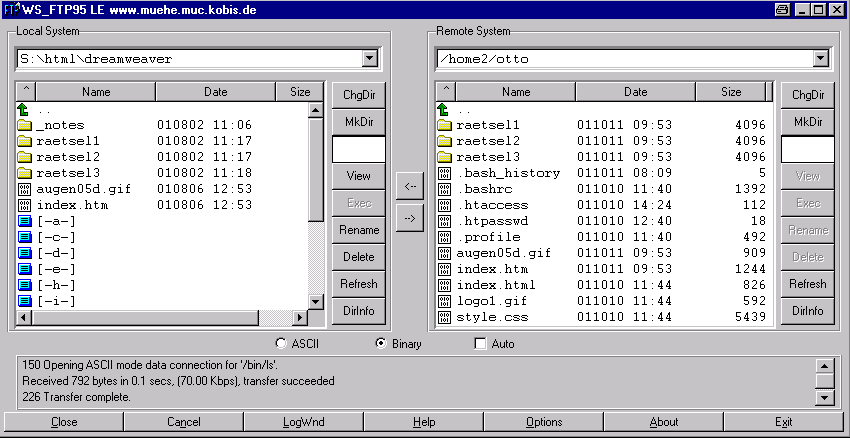 WS_FTP95 LE www.muehe.muc.kobis.de
Local System
S:\html\dreamweaver
^ Name Date Size
..
_notes 010802 11:06
raetsel1 010802 11:17
raetsel2 010802 11:17
raetsel3 010802 11:18
augen05d.gif 010806 12:53
index.htm 010806 12:53
[-a-]
[-c-]
[-d-]
[-e-]
[-h-]
[-i-]
ChgDir
MkDir
View
Exec
Rename
Delete
Refresh
DirInfo
<--
-->
Remote System
/home2/otto
^ Name Date Size
..
raetsel1 011011 09:53 4096
raetsel2 011011 09:53 4096
raetsel3 011011 09:53 4096
.bash_history 011011 08:09 5
.bashrc 011010 11:40 1392
.htaccess 011010 14:24 112
.htpasswd 011010 12:40 18
.profile 011010 11:40 492
augen05d.gif 011011 09:53 909
index.htm 011011 09:53 1244
index.html 011010 11:44 826
logo1.gif 011010 11:44 592
style.css 011010 11:44 5439
ChgDir
MkDir
View
Exec
Rename
Delete
Refresh
DirInfo
ASCII Binary Auto
150 Opening ASCII mode data connection for '/bin/ls'.
Received 792 bytes in 0.1 secs, (70.00 Kbps), transfer succeeded
226 Transfer complete.
Close Cancel LogWnd Help Options About Exit